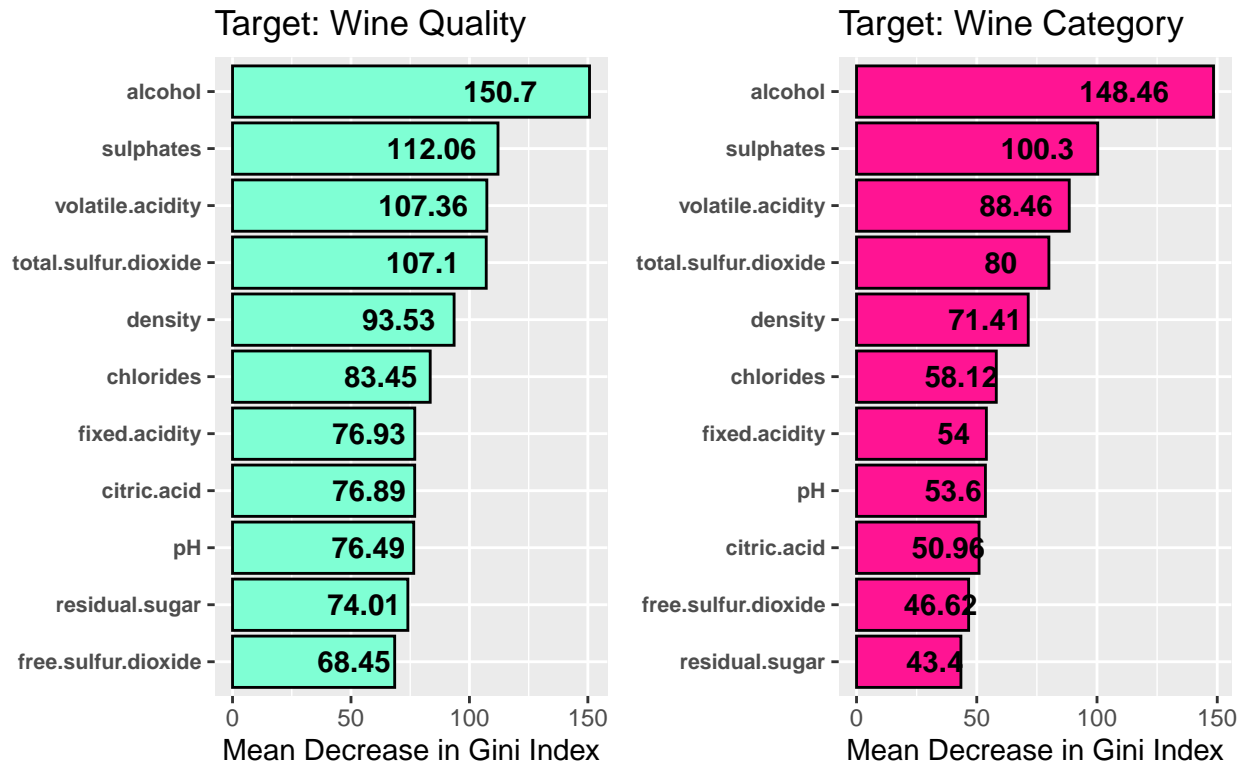 Target: Wine Quality
alcohol
150.7
sulphates
112.06
volatile.acidity
107.36
total.sulfur.dioxide
107.1
density
93.53
chlorides
83.45
fixed.acidity
76.93
citric.acid
76.89
pH
76.49
residual.sugar
74.01
free.sulfur.dioxide
68.45
0 50 100 150
Mean Decrease in Gini Index
Target: Wine Category
alcohol
148.46
sulphates
100.3
volatile.acidity
88.46
total.sulfur.dioxide
80
density
71.41
chlorides
58.12
fixed.acidity
54
pH
53.6
citric.acid
50.96
free.sulfur.dioxide
46.62
residual.sugar
43.4
0 50 100 150
Mean Decrease in Gini Index